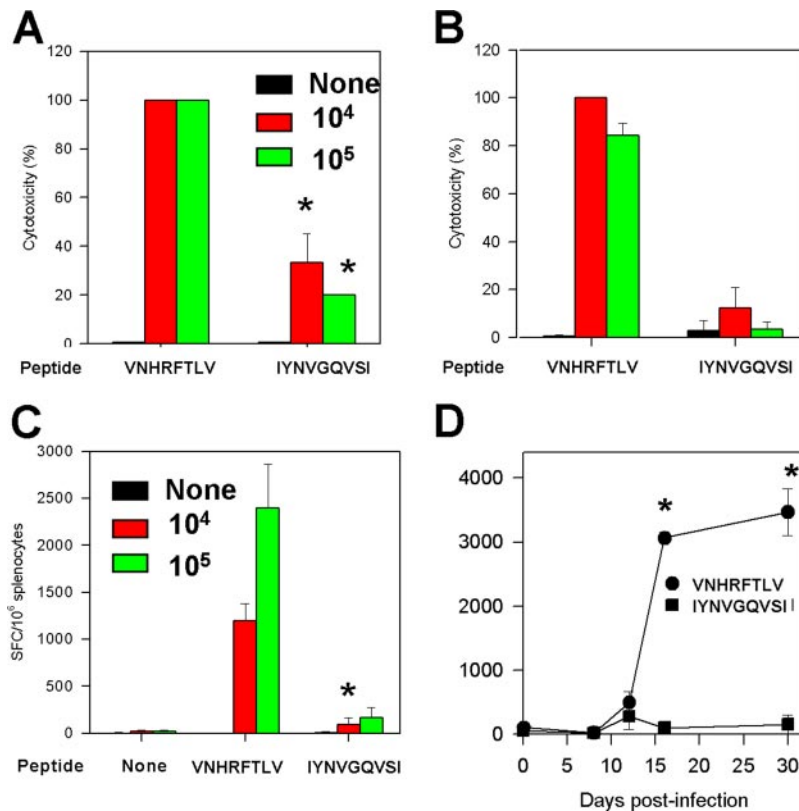 A
Cytotoxicity (%)
120
100
80
60
40
20
0
None
10⁴
10⁵
*
*
Peptide VNHRFTLV IYNVGQVSI
B
Cytotoxicity (%)
120
100
80
60
40
20
0
Peptide VNHRFTLV IYNVGQVSI
C
SFC/10⁶ splenocytes
3000
2500
2000
1500
1000
500
0
None
10⁴
10⁵
*
Peptide None VNHRFTLV IYNVGQVSI
D
4000
3000
2000
1000
0
*
*
VNHRFTLV
IYNVGQVSI
0 5 10 15 20 25 30
Days post-infection